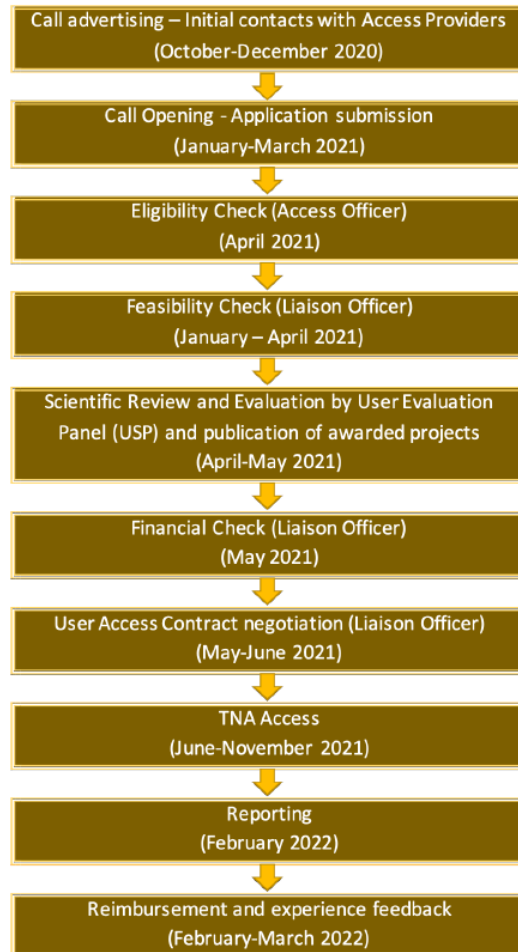 Call advertising – Initial contacts with Access Providers
(October-December 2020)
Call Opening - Application submission
(January-March 2021)
Eligibility Check (Access Officer)
(April 2021)
Feasibility Check (Liaison Officer)
(January – April 2021)
Scientific Review and Evaluation by User Evaluation
Panel (USP) and publication of awarded projects
(April-May 2021)
Financial Check (Liaison Officer)
(May 2021)
User Access Contract negotiation (Liaison Officer)
(May-June 2021)
TNA Access
(June-November 2021)
Reporting
(February 2022)
Reimbursement and experience feedback
(February-March 2022)